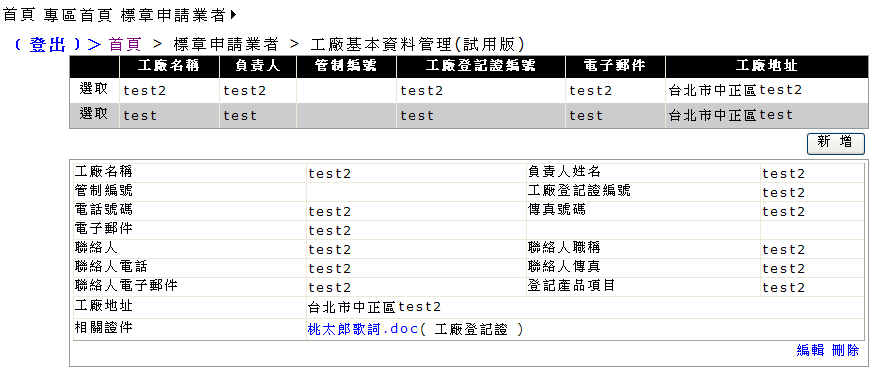 首頁 專區首頁 標章申請業者
(登出)> 首頁 > 標章申請業者 > 工廠基本資料管理(試用版)
工廠名稱 負責人 管制編號 工廠登記證編號 電子郵件 工廠地址
選取 test2 test2 test2 test2 台北市中正區test2
選取 test test test test 台北市中正區test
新 增
工廠名稱 test2 負責人姓名 test2
管制編號 工廠登記證編號 test2
電話號碼 test2 傳真號碼 test2
電子郵件 test2
聯絡人 test2 聯絡人職稱 test2
聯絡人電話 test2 聯絡人傳真 test2
聯絡人電子郵件 test2 登記產品項目 test2
工廠地址 台北市中正區test2
相關證件 桃太郎歌詞.doc( 工廠登記證 )
編輯 刪除